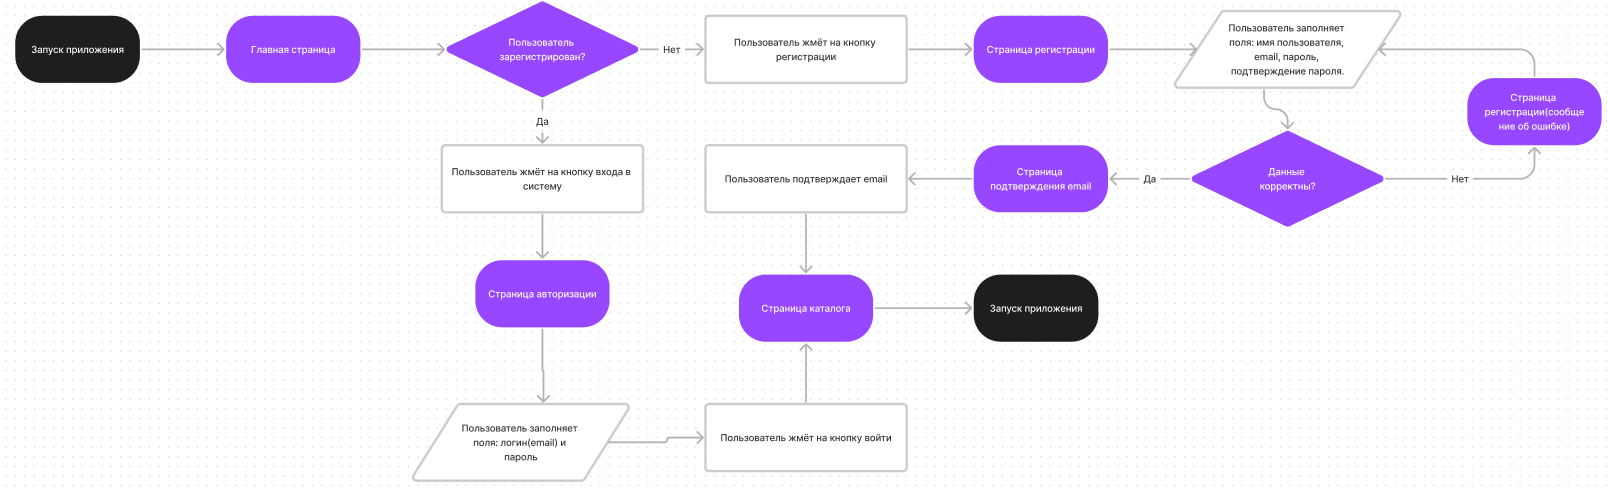 Запуск приложения
Главная страница
Пользователь
зарегистрирован?
Нет
Пользователь жмёт на кнопку
регистрации
Страница регистрации
Пользователь заполняет
поля: имя пользователя,
email, пароль,
подтверждение пароля.
Страница
регистрации(сообще
ние об ошибке)
Да
Пользователь жмёт на кнопку входа в
систему
Пользователь подтверждает email
Страница
подтверждения email
Да
Данные
корректны?
Нет
Страница авторизации
Страница каталога
Запуск приложения
Пользователь заполняет
поля: логин(email) и
пароль
Пользователь жмёт на кнопку войти